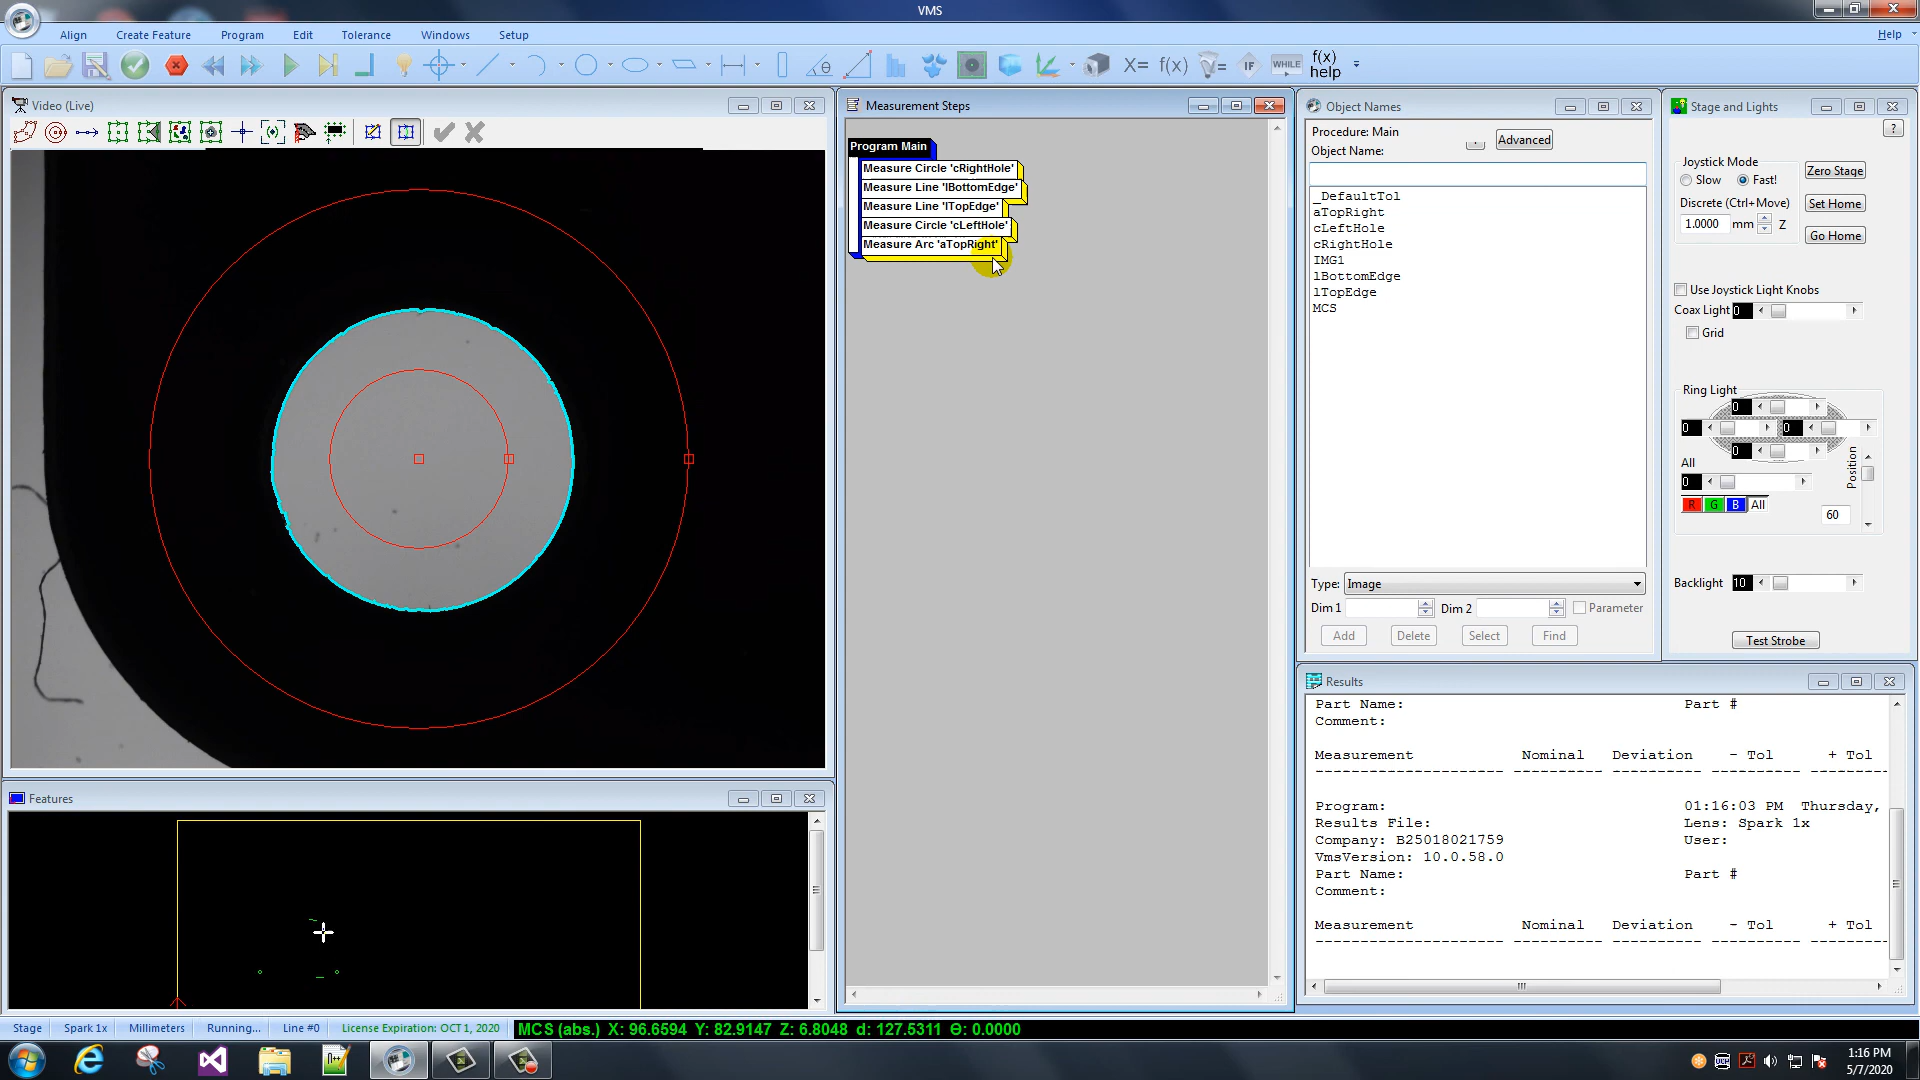 VMS
Align Create Feature Program Edit Tolerance Windows Setup Help
X= f(x) IF WHILE f(x) help
Video (Live)
Measurement Steps
Program Main
Measure Circle 'cRightHole'
Measure Line 'lBottomEdge'
Measure Line 'lTopEdge'
Measure Circle 'cLeftHole'
Measure Arc 'aTopRight'
Object Names
Procedure: Main
. Advanced
Object Name:
_DefaultTol
aTopRight
cLeftHole
cRightHole
IMG1
lBottomEdge
lTopEdge
MCS
Type: Image
Dim 1 Dim 2 Parameter
Add Delete Select Find
Stage and Lights
?
Joystick Mode
Slow Fast!
Zero Stage
Discrete (Ctrl+Move)
Set Home
1.0000 mm Z
Go Home
Use Joystick Light Knobs
Coax Light 0
Grid
Ring Light
0
0 0
0
All
0
Position
R G B All
60
Backlight 10
Test Strobe
Results
Part Name: Part #
Comment:
Measurement Nominal Deviation - Tol + Tol
Program: 01:16:03 PM Thursday,
Results File: Lens: Spark 1x
Company: B25018021759 User:
VmsVersion: 10.0.58.0
Part Name: Part #
Comment:
Measurement Nominal Deviation - Tol + Tol
Features
Stage Spark 1x Millimeters Running... Line #0 License Expiration: OCT 1, 2020 MCS (abs.) X: 96.6594 Y: 82.9147 Z: 6.8048 d: 127.5311 Θ: 0.0000
1:16 PM
5/7/2020